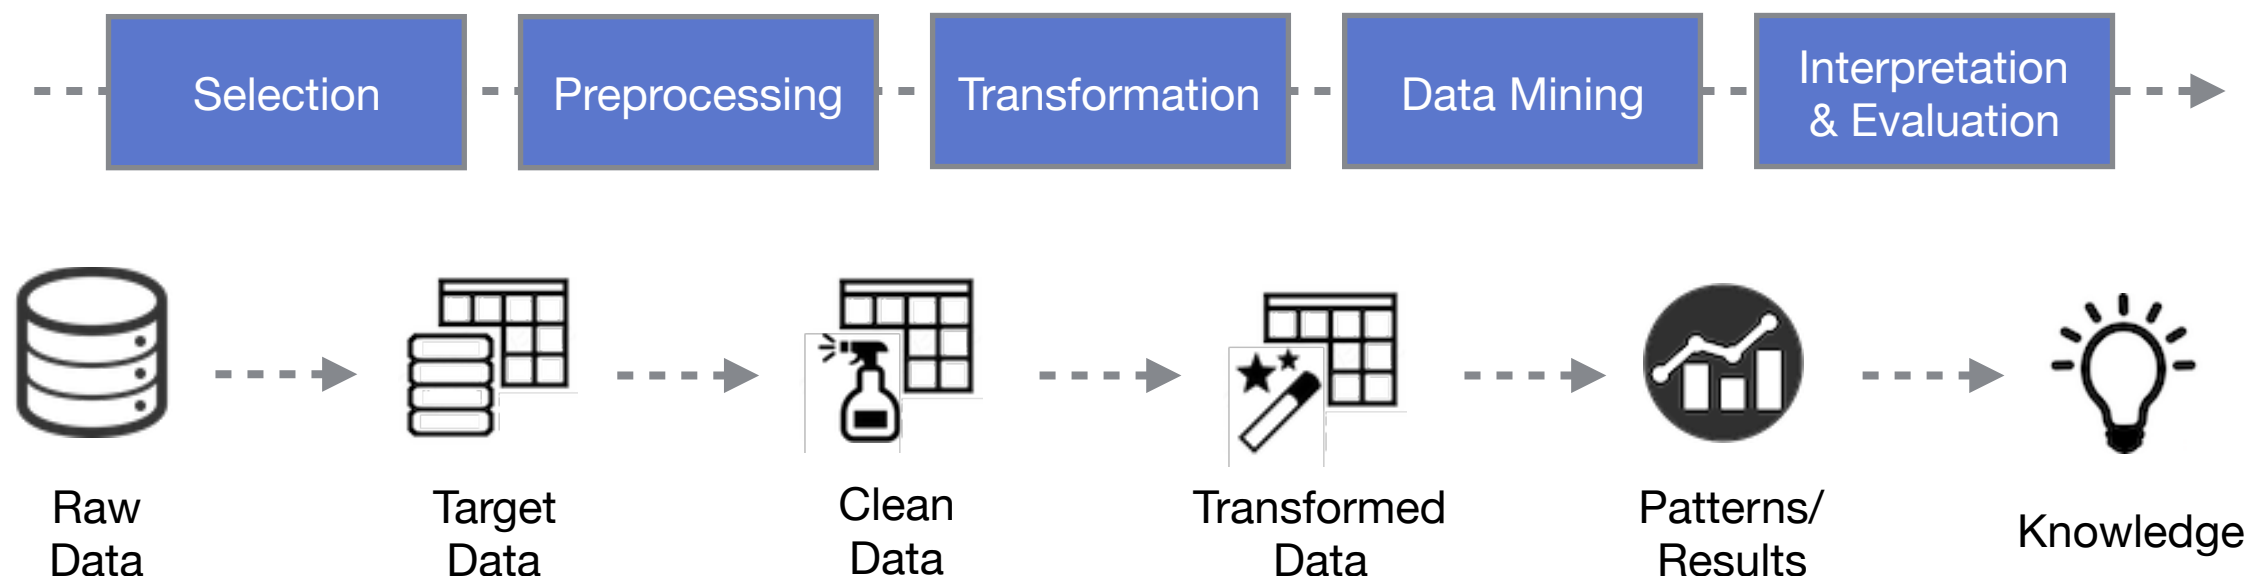 Selection
Preprocessing
Transformation
Data Mining
Interpretation
& Evaluation
Raw
Data
Target
Data
Clean
Data
Transformed
Data
Patterns/
Results
Knowledge